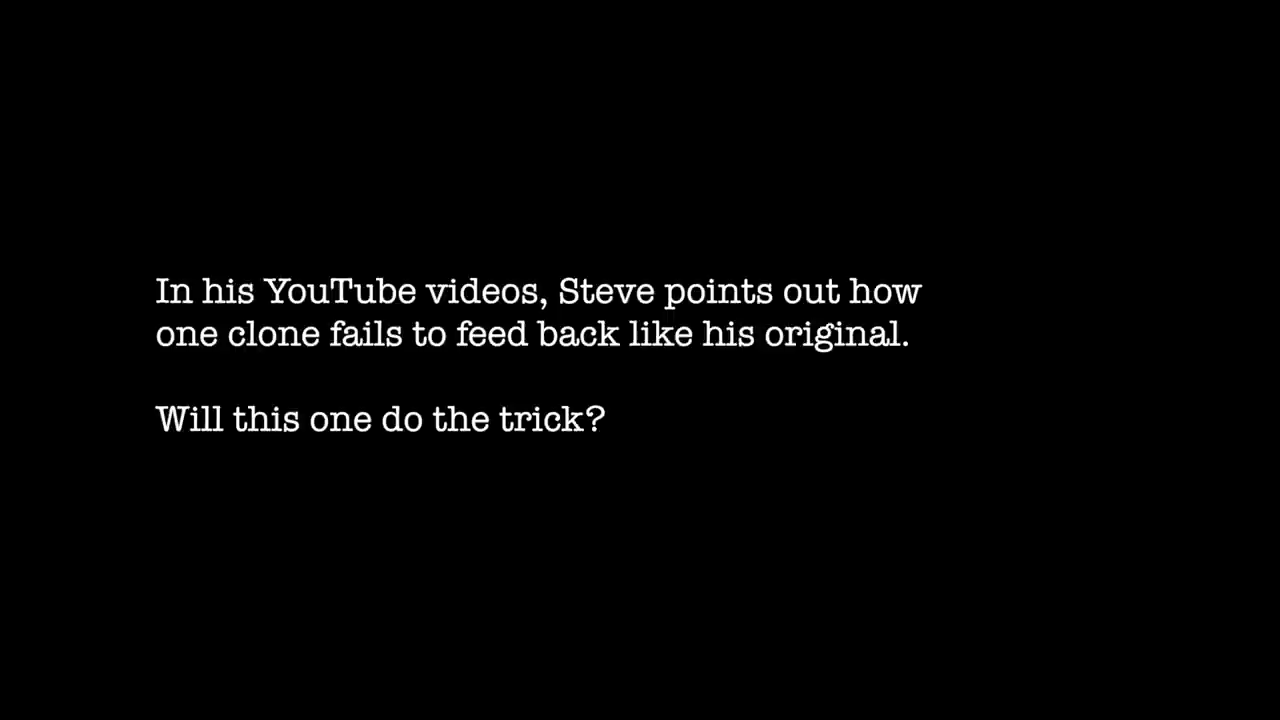 In his YouTube videos, Steve points out how
one clone fails to feed back like his original.
Will this one do the trick?